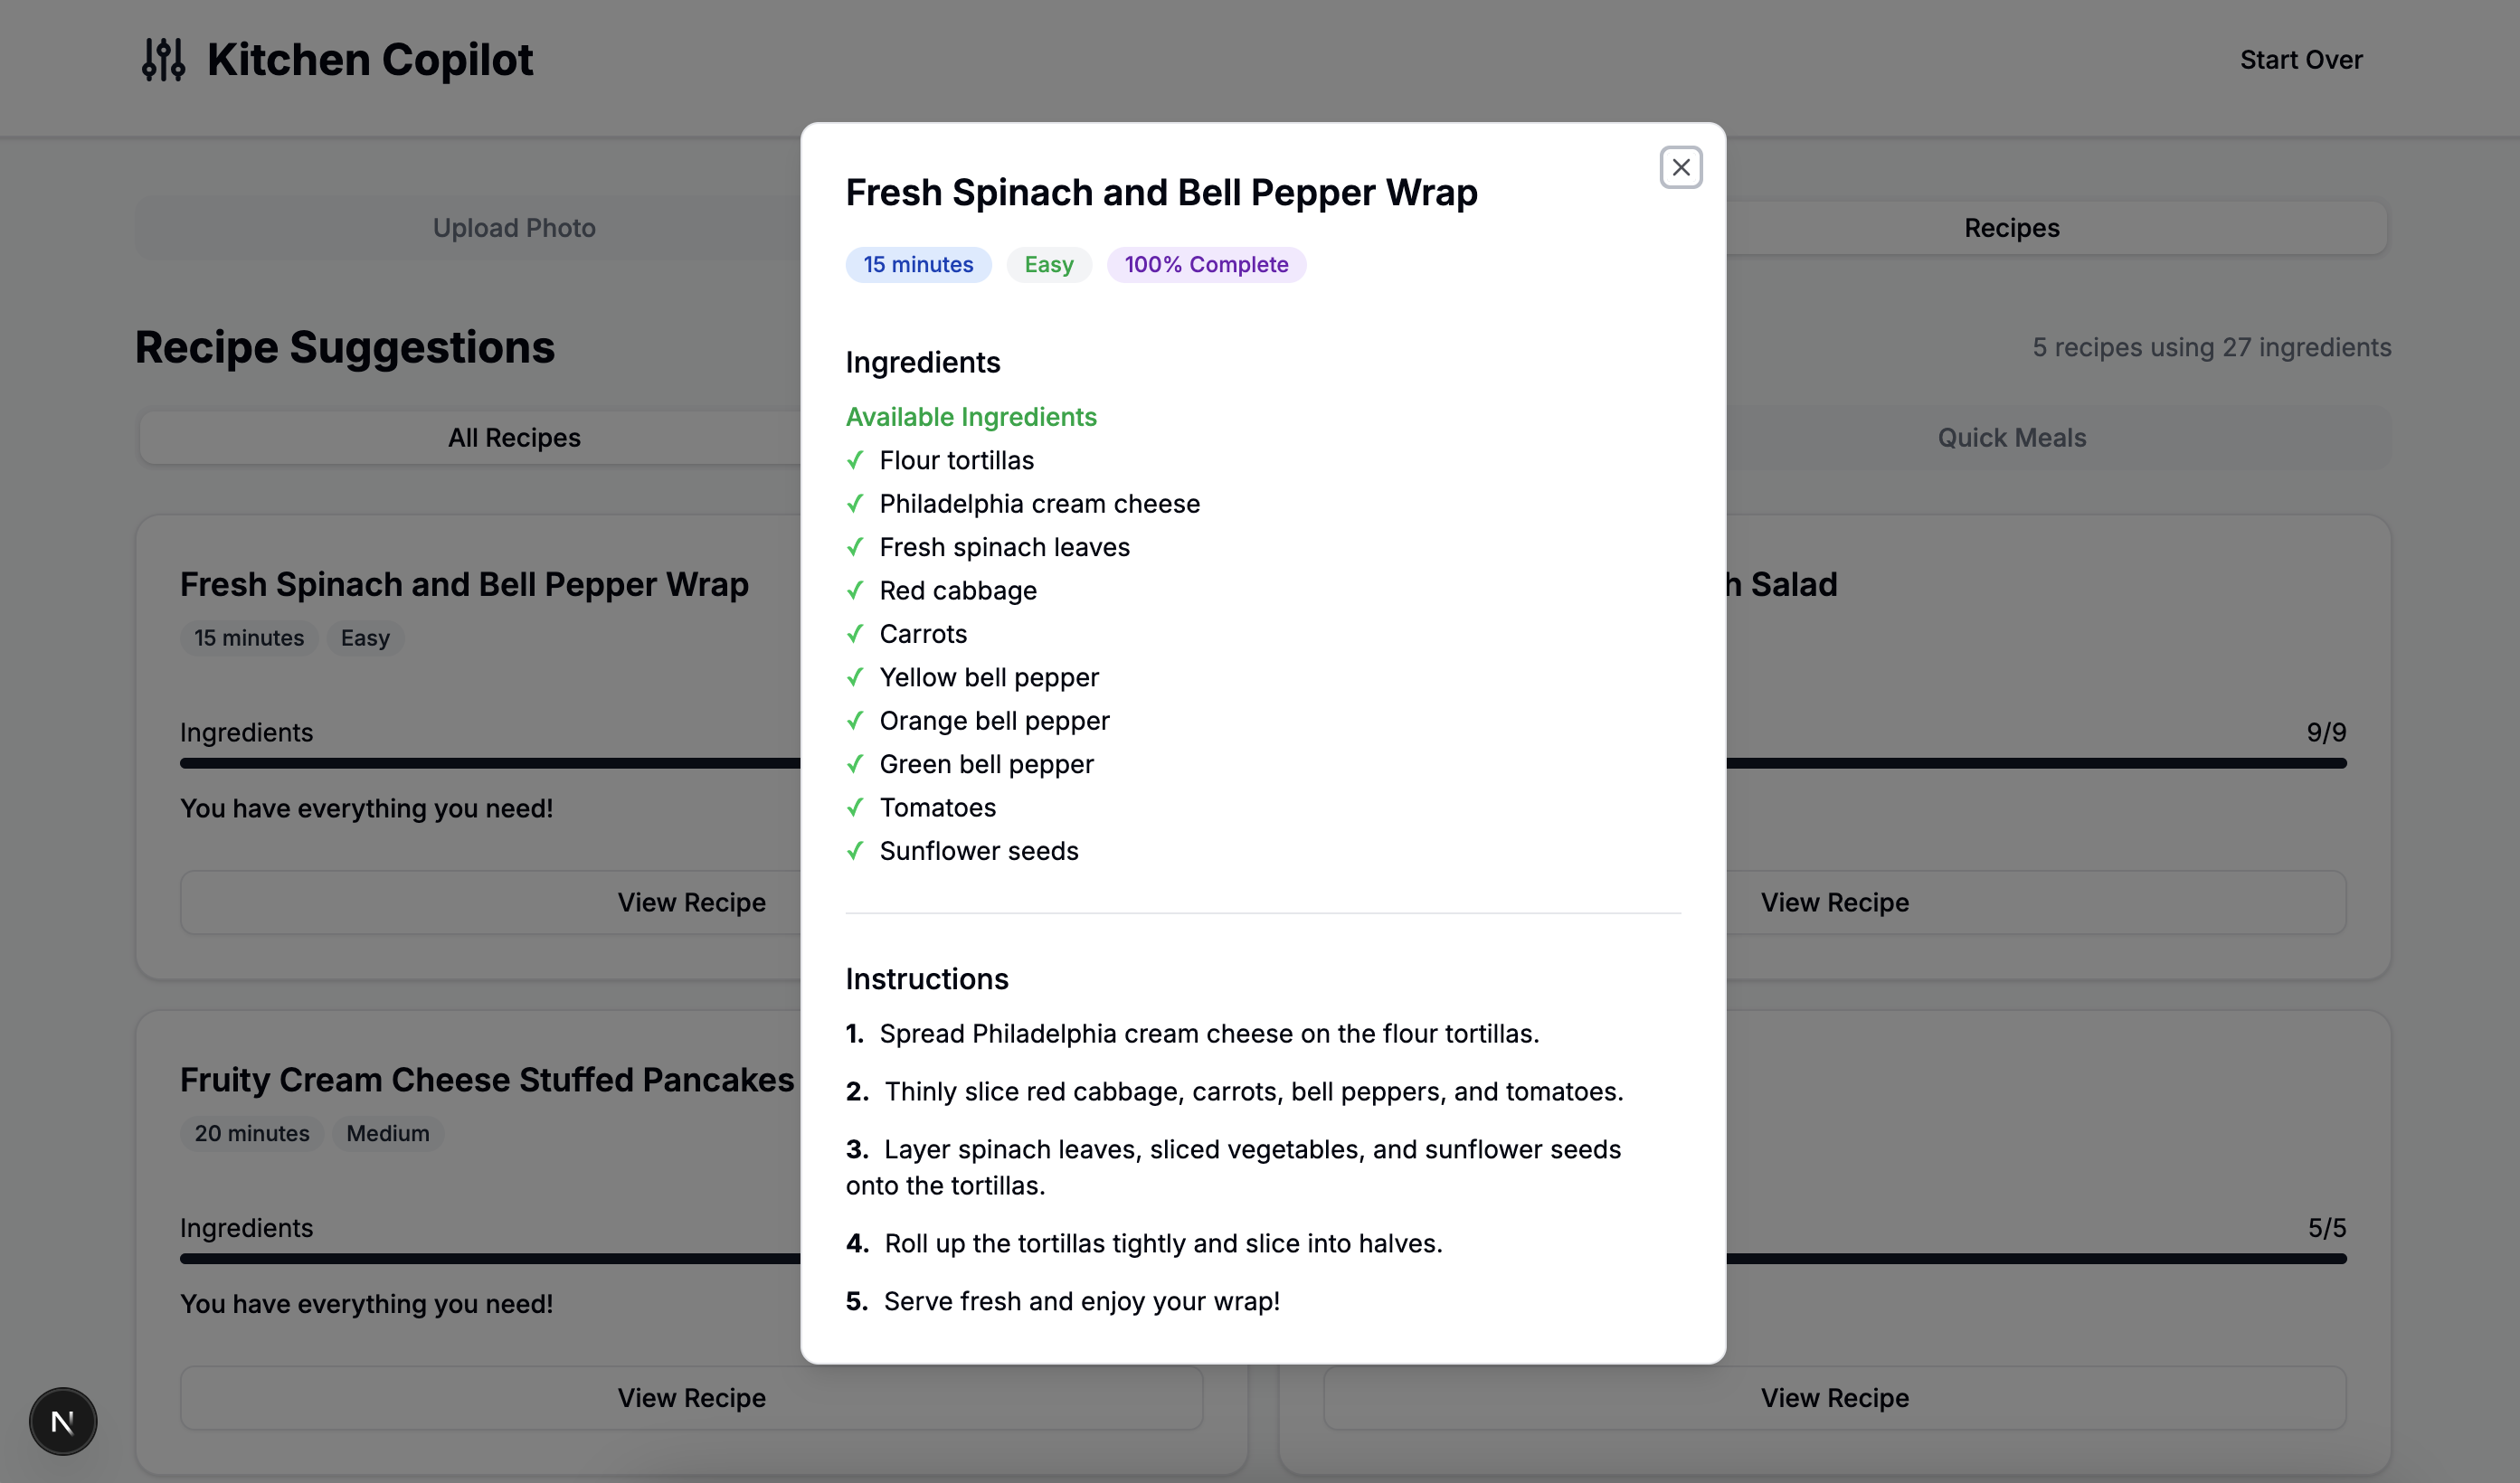 Kitchen Copilot
Start Over
Upload Photo
Recipes
Recipe Suggestions
5 recipes using 27 ingredients
All Recipes
Quick Meals
Fresh Spinach and Bell Pepper Wrap
15 minutes
Easy
Ingredients
You have everything you need!
View Recipe
Salad
9/9
View Recipe
Fruity Cream Cheese Stuffed Pancakes
20 minutes
Medium
Ingredients
You have everything you need!
View Recipe
5/5
View Recipe
Fresh Spinach and Bell Pepper Wrap
15 minutes
Easy
100% Complete
Ingredients
Available Ingredients
✓ Flour tortillas
✓ Philadelphia cream cheese
✓ Fresh spinach leaves
✓ Red cabbage
✓ Carrots
✓ Yellow bell pepper
✓ Orange bell pepper
✓ Green bell pepper
✓ Tomatoes
✓ Sunflower seeds
Instructions
1. Spread Philadelphia cream cheese on the flour tortillas.
2. Thinly slice red cabbage, carrots, bell peppers, and tomatoes.
3. Layer spinach leaves, sliced vegetables, and sunflower seeds
onto the tortillas.
4. Roll up the tortillas tightly and slice into halves.
5. Serve fresh and enjoy your wrap!
N